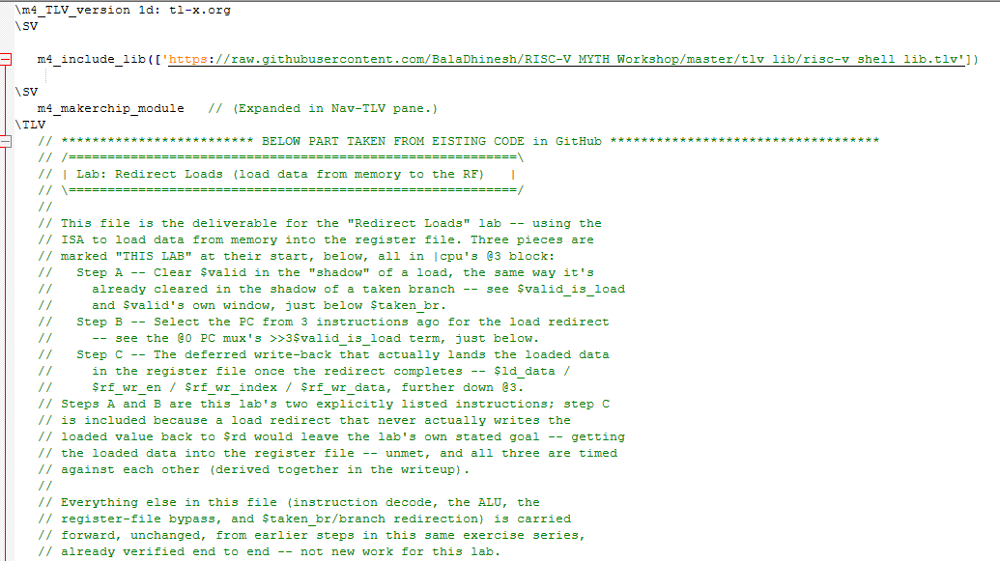 \m4_TLV_version 1d: tl-x.org
\SV
m4_include_lib(['https://raw.githubusercontent.com/BalaDhinesh/RISC-V_MYTH_Workshop/master/tlv_lib/risc-v_shell_lib.tlv'])
\SV
m4_makerchip_module   // (Expanded in Nav-TLV pane.)
\TLV
// ************************* BELOW PART TAKEN FROM EISTING CODE in GitHub ***********************************
// /==========================================================\
// | Lab: Redirect Loads (load data from memory to the RF)   |
// \==========================================================/
//
// This file is the deliverable for the "Redirect Loads" lab -- using the
// ISA to load data from memory into the register file. Three pieces are
// marked "THIS LAB" at their start, below, all in |cpu's @3 block:
//   Step A -- Clear $valid in the "shadow" of a load, the same way it's
//     already cleared in the shadow of a taken branch -- see $valid_is_load
//     and $valid's own window, just below $taken_br.
//   Step B -- Select the PC from 3 instructions ago for the load redirect
//     -- see the @0 PC mux's >>3$valid_is_load term, just below.
//   Step C -- The deferred write-back that actually lands the loaded data
//     in the register file once the redirect completes -- $ld_data /
//     $rf_wr_en / $rf_wr_index / $rf_wr_data, further down @3.
// Steps A and B are this lab's two explicitly listed instructions; step C
// is included because a load redirect that never actually writes the
// loaded value back to $rd would leave the lab's own stated goal -- getting
// the loaded data into the register file -- unmet, and all three are timed
// against each other (derived together in the writeup).
//
// Everything else in this file (instruction decode, the ALU, the
// register-file bypass, and $taken_br/branch redirection) is carried
// forward, unchanged, from earlier steps in this same exercise series,
// already verified end to end -- not new work for this lab.